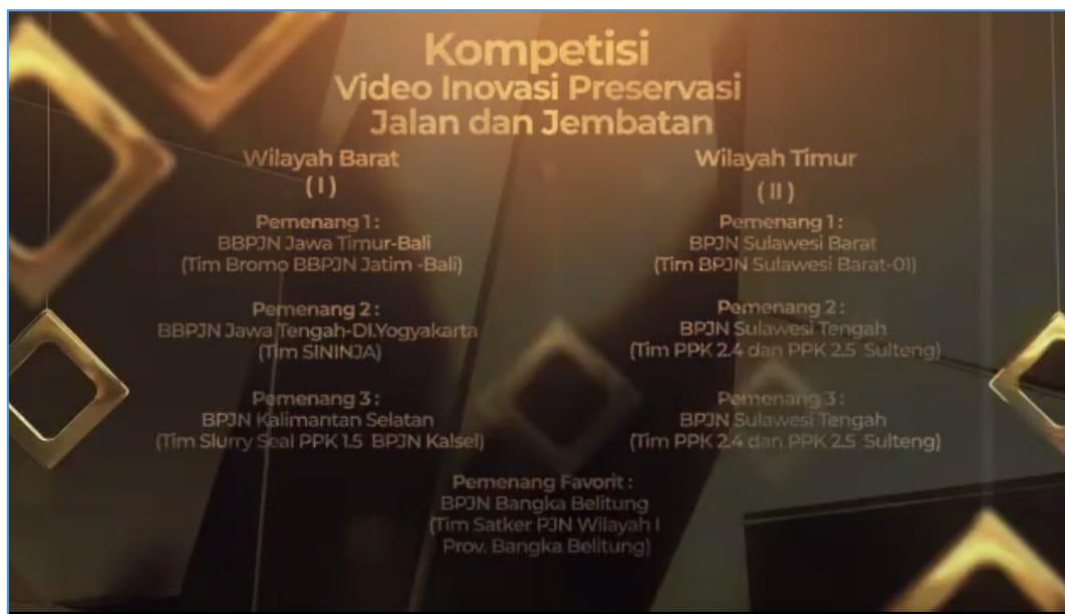 Kompetisi
Video Inovasi Preservasi
Jalan dan Jembatan
Wilayah Barat
( I )
Pemenang 1 :
BBPJN Jawa Timur-Bali
(Tim Bromo BBPJN Jatim -Bali)
Pemenang 2 :
BBPJN Jawa Tengah-DI.Yogyakarta
(Tim SININJA)
Pemenang 3 :
BPJN Kalimantan Selatan
(Tim Slurry Seal PPK 1.5 BPJN Kalsel)
Wilayah Timur
( II )
Pemenang 1 :
BPJN Sulawesi Barat
(Tim BPJN Sulawesi Barat-01)
Pemenang 2 :
BPJN Sulawesi Tengah
(Tim PPK 2.4 dan PPK 2.5 Sulteng)
Pemenang 3 :
BPJN Sulawesi Tengah
(Tim PPK 2.4 dan PPK 2.5 Sulteng)
Pemenang Favorit :
BPJN Bangka Belitung
(Tim Satker PJN Wilayah I
Prov. Bangka Belitung)